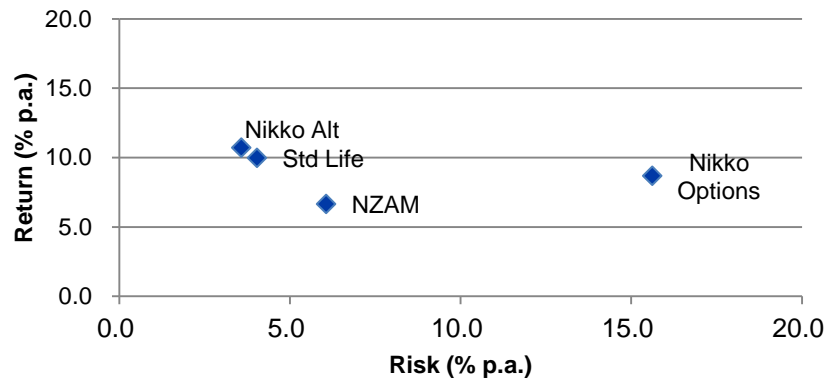 20.0
15.0
10.0
5.0
0.0
Return (% p.a.)
Nikko Alt
Std Life
NZAM
Nikko
Options
0.0
5.0
10.0
15.0
20.0
Risk (% p.a.)